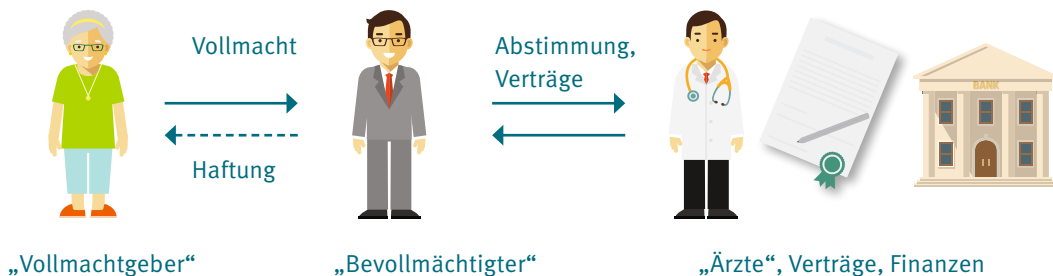 Vollmacht
Haftung
Abstimmung,
Verträge
BANK
„Vollmachtgeber“
„Bevollmächtigter“
„Ärzte“, Verträge, Finanzen